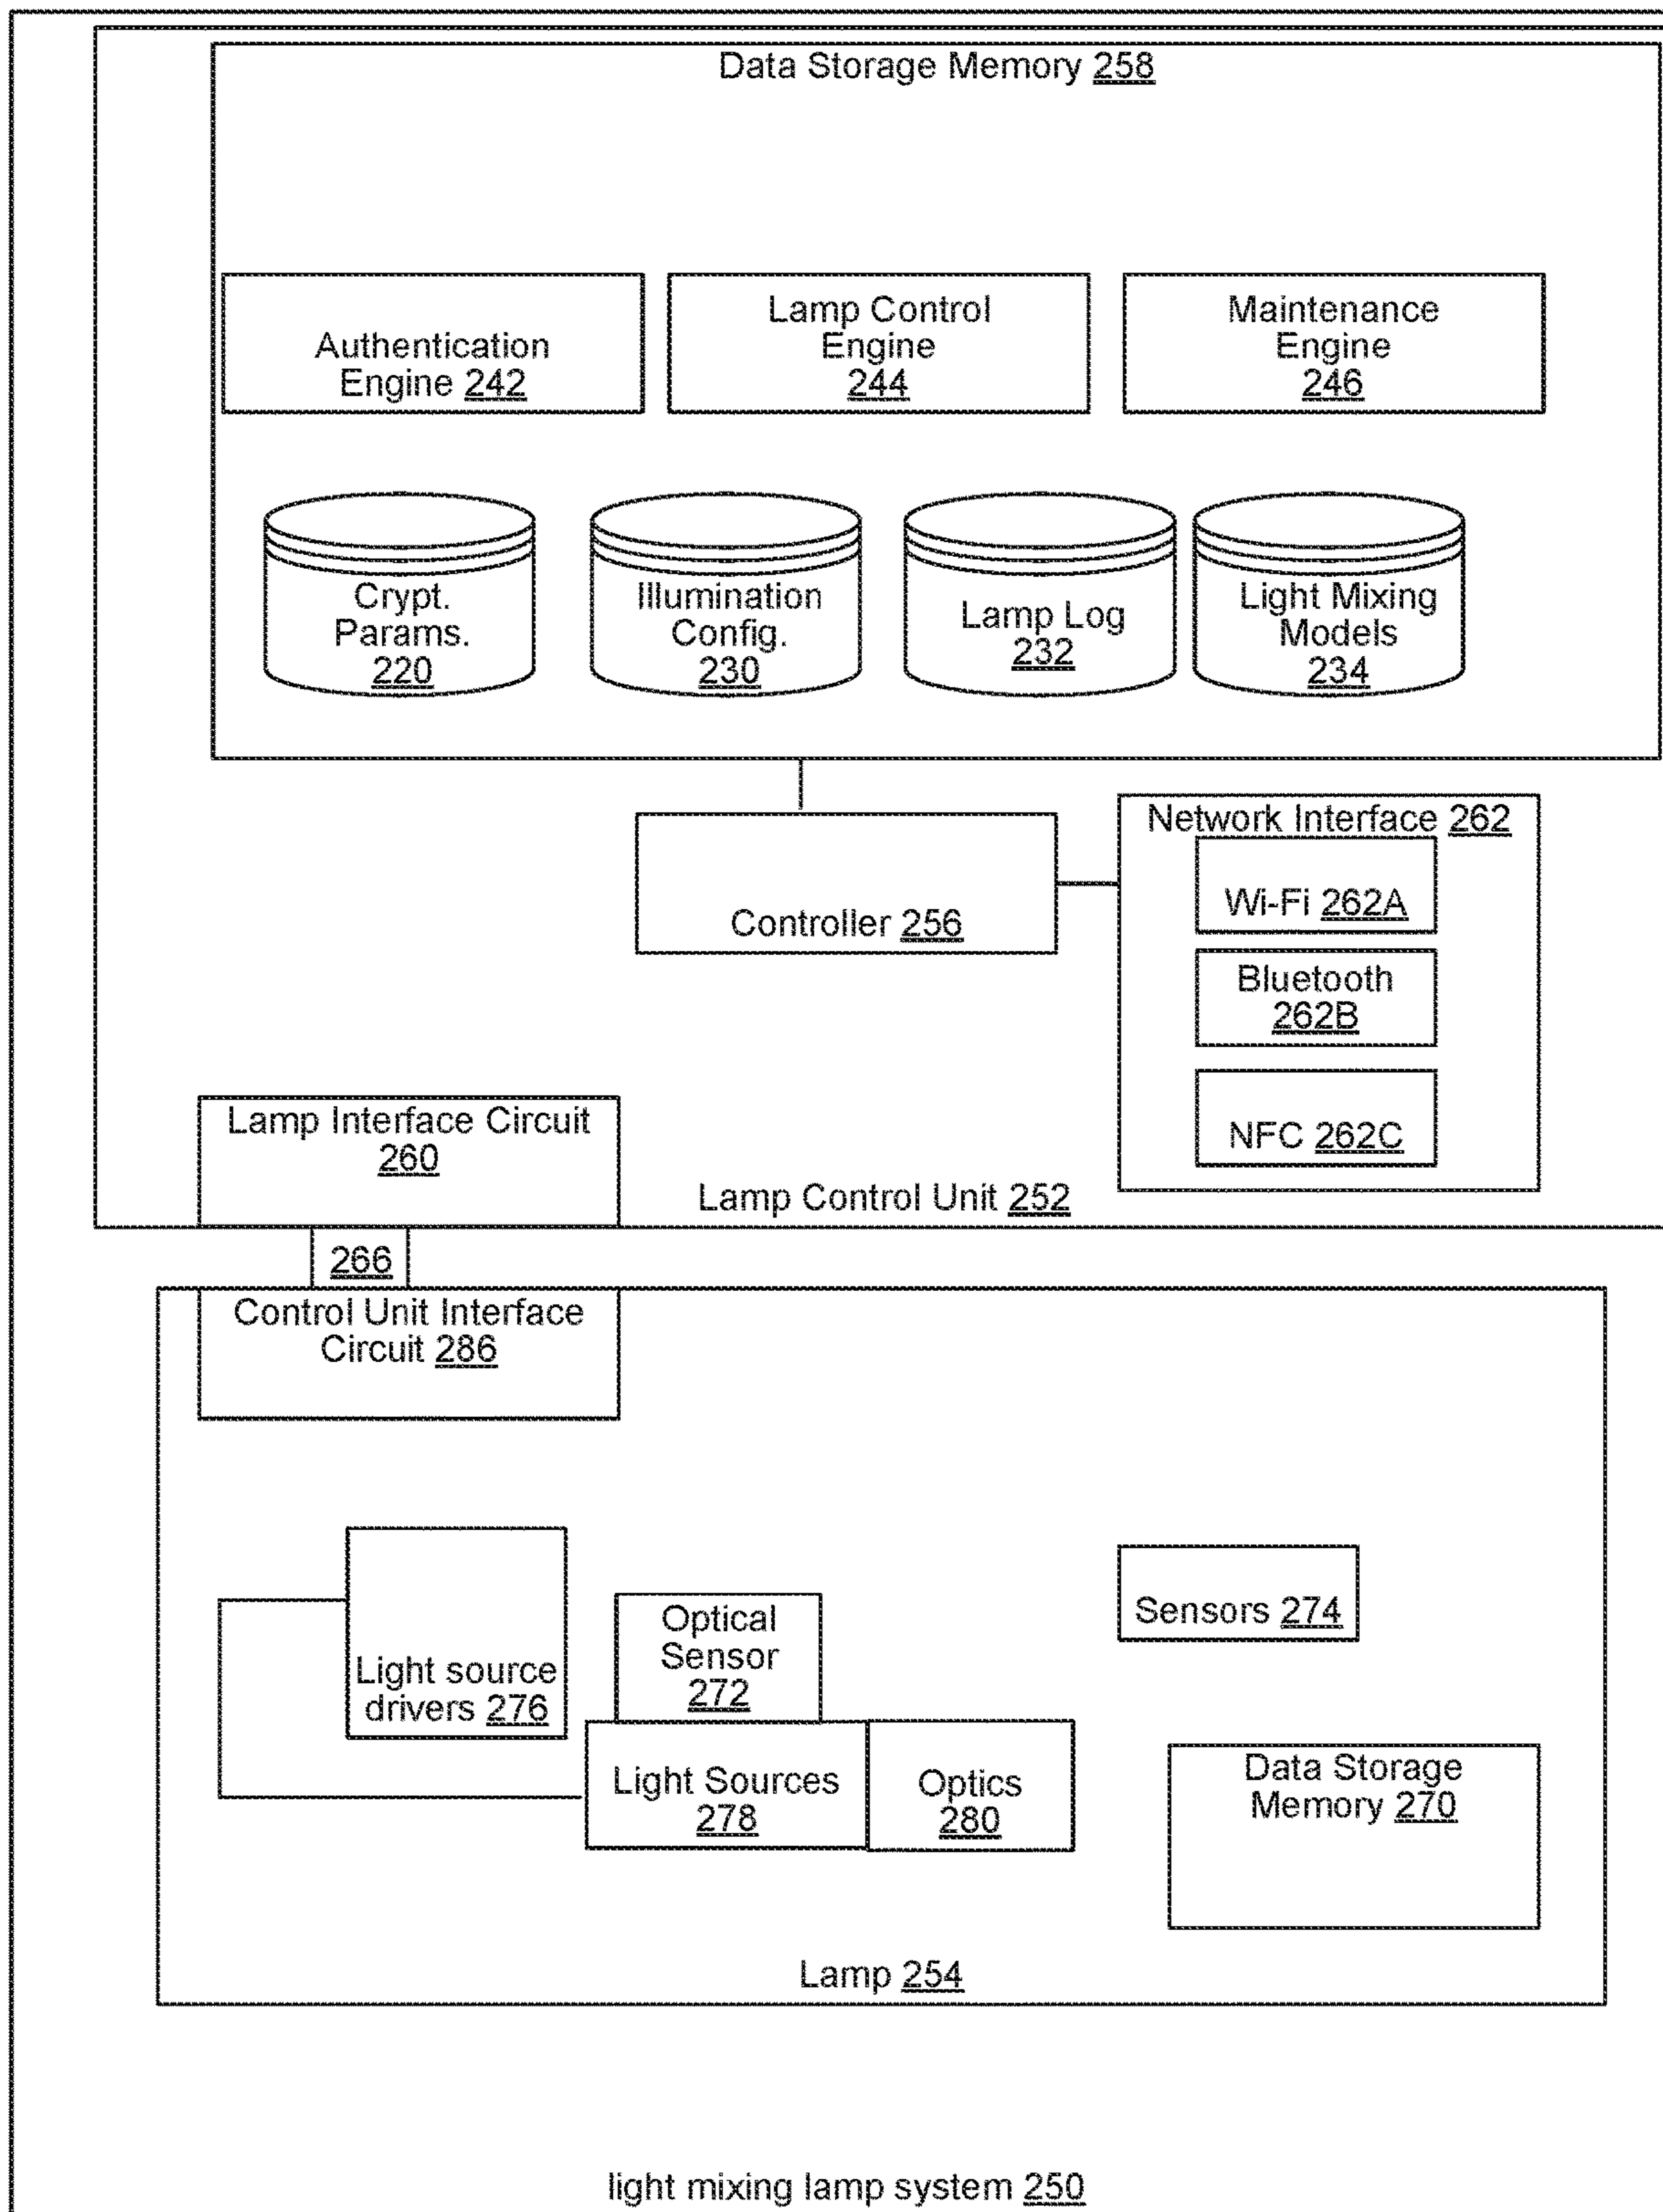 Data Storage Memory 258
Authentication
Engine 242
Lamp Control
Engine
244
Maintenance
Engine
246
Crypt.
Params.
220
Illumination
Config.
230
Lamp Log
232
Light Mixing
Models
234
Controller 256
Network Interface 262
Wi-Fi 262A
Bluetooth
262B
NFC 262C
Lamp Interface Circuit
260
Lamp Control Unit 252
266
Control Unit Interface
Circuit 286
Light source
drivers 276
Optical
Sensor
272
Sensors 274
Light Sources
278
Optics
280
Data Storage
Memory 270
Lamp 254
light mixing lamp system 250